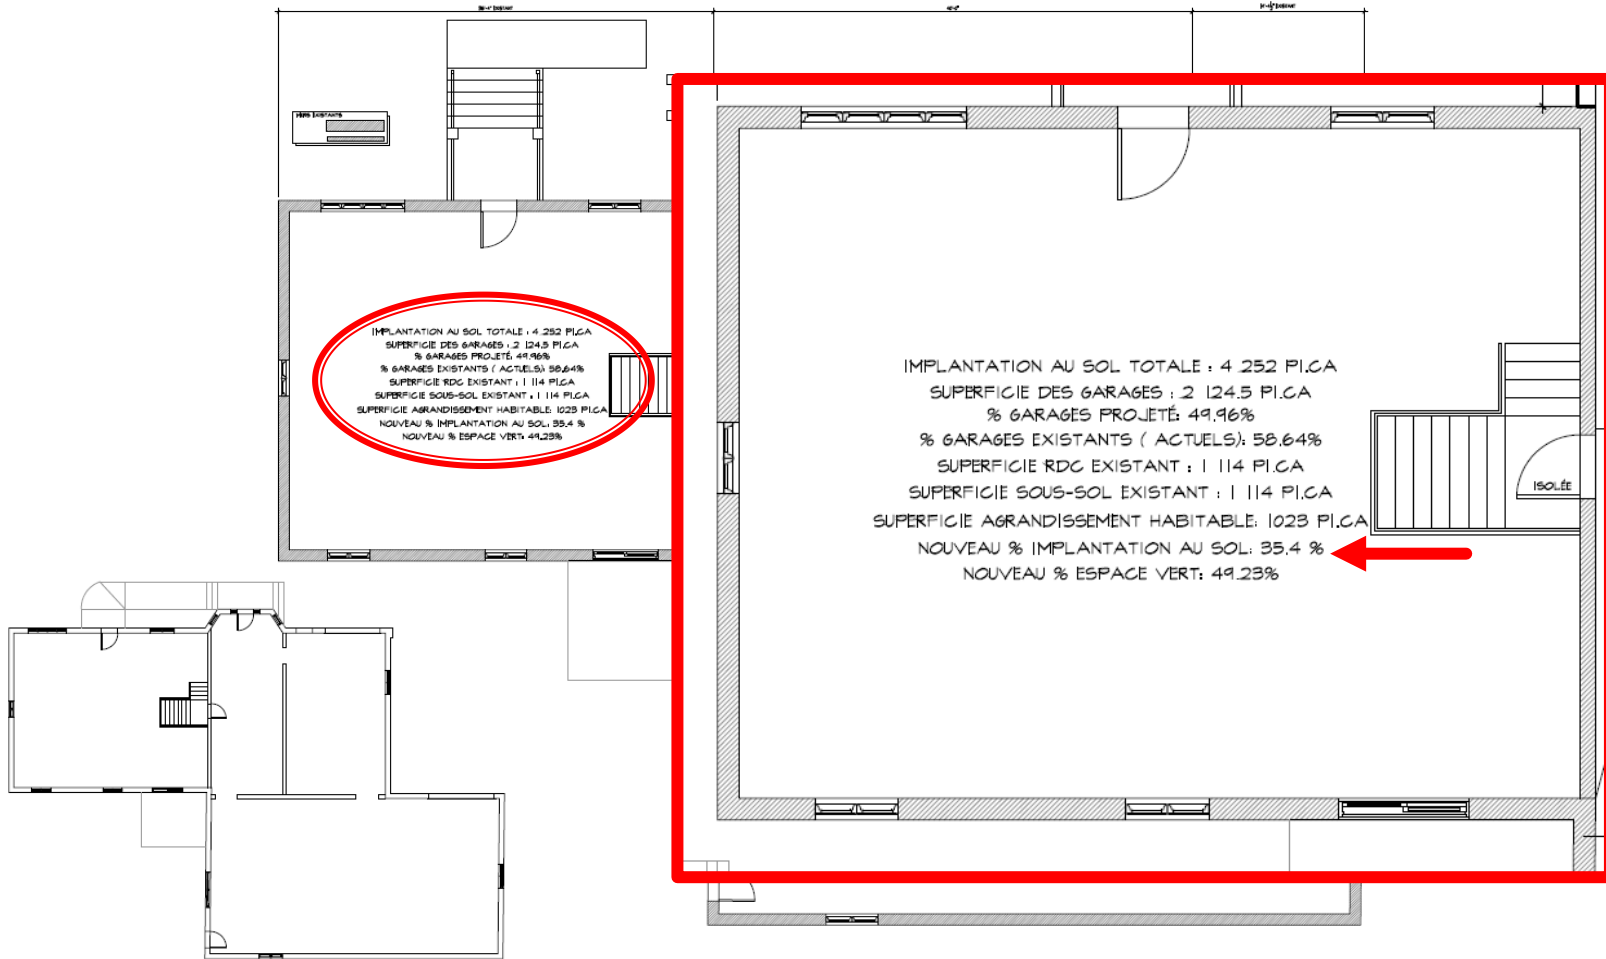 MURS EXISTANTS
IMPLANTATION AU SOL TOTALE : 4 252 PI.CA
SUPERFICIE DES GARAGES : 2 124.5 PI.CA
% GARAGES PROJETÉ: 49.96%
% GARAGES EXISTANTS ( ACTUELS): 58.64%
SUPERFICIE RDC EXISTANT : 1 114 PI.CA
SUPERFICIE SOUS-SOL EXISTANT : 1 114 PI.CA
SUPERFICIE AGRANDISSEMENT HABITABLE: 1023 PI.CA
NOUVEAU % IMPLANTATION AU SOL: 35.4 %
NOUVEAU % ESPACE VERT: 49.23%
IMPLANTATION AU SOL TOTALE : 4 252 PI.CA
SUPERFICIE DES GARAGES : 2 124.5 PI.CA
% GARAGES PROJETÉ: 49.96%
% GARAGES EXISTANTS ( ACTUELS): 58.64%
SUPERFICIE RDC EXISTANT : 1 114 PI.CA
SUPERFICIE SOUS-SOL EXISTANT : 1 114 PI.CA
SUPERFICIE AGRANDISSEMENT HABITABLE: 1023 PI.CA
NOUVEAU % IMPLANTATION AU SOL: 35.4 %
NOUVEAU % ESPACE VERT: 49.23%
ISOLÉE